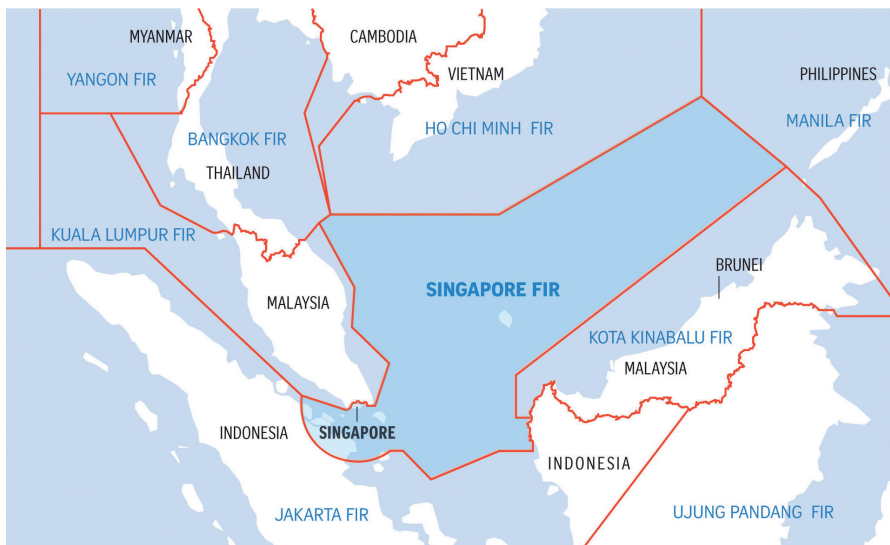 MYANMAR
CAMBODIA
YANGON FIR
VIETNAM
PHILIPPINES
BANGKOK FIR
HO CHI MINH FIR
MANILA FIR
THAILAND
KUALA LUMPUR FIR
BRUNEI
MALAYSIA
SINGAPORE FIR
KOTA KINABALU FIR
MALAYSIA
INDONESIA
SINGAPORE
INDONESIA
JAKARTA FIR
UJUNG PANDANG FIR